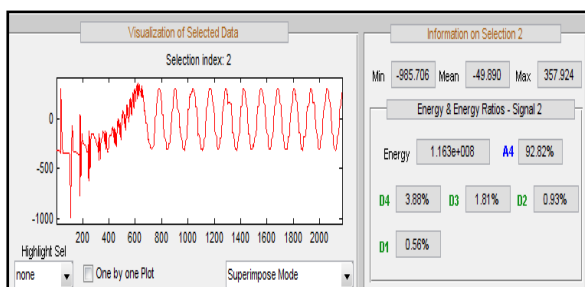 Visualization of Selected Data
Selection index: 2
0
-500
-1000
200 400 600 800 1000 1200 1400 1600 1800 2000
Highlight Sel
none
One by one Plot
Superimpose Mode
Information on Selection 2
Min -985.706 Mean -49.890 Max 357.924
Energy & Energy Ratios - Signal 2
Energy 1.163e+008 A4 92.82%
D4 3.88% D3 1.81% D2 0.93%
D1 0.56%